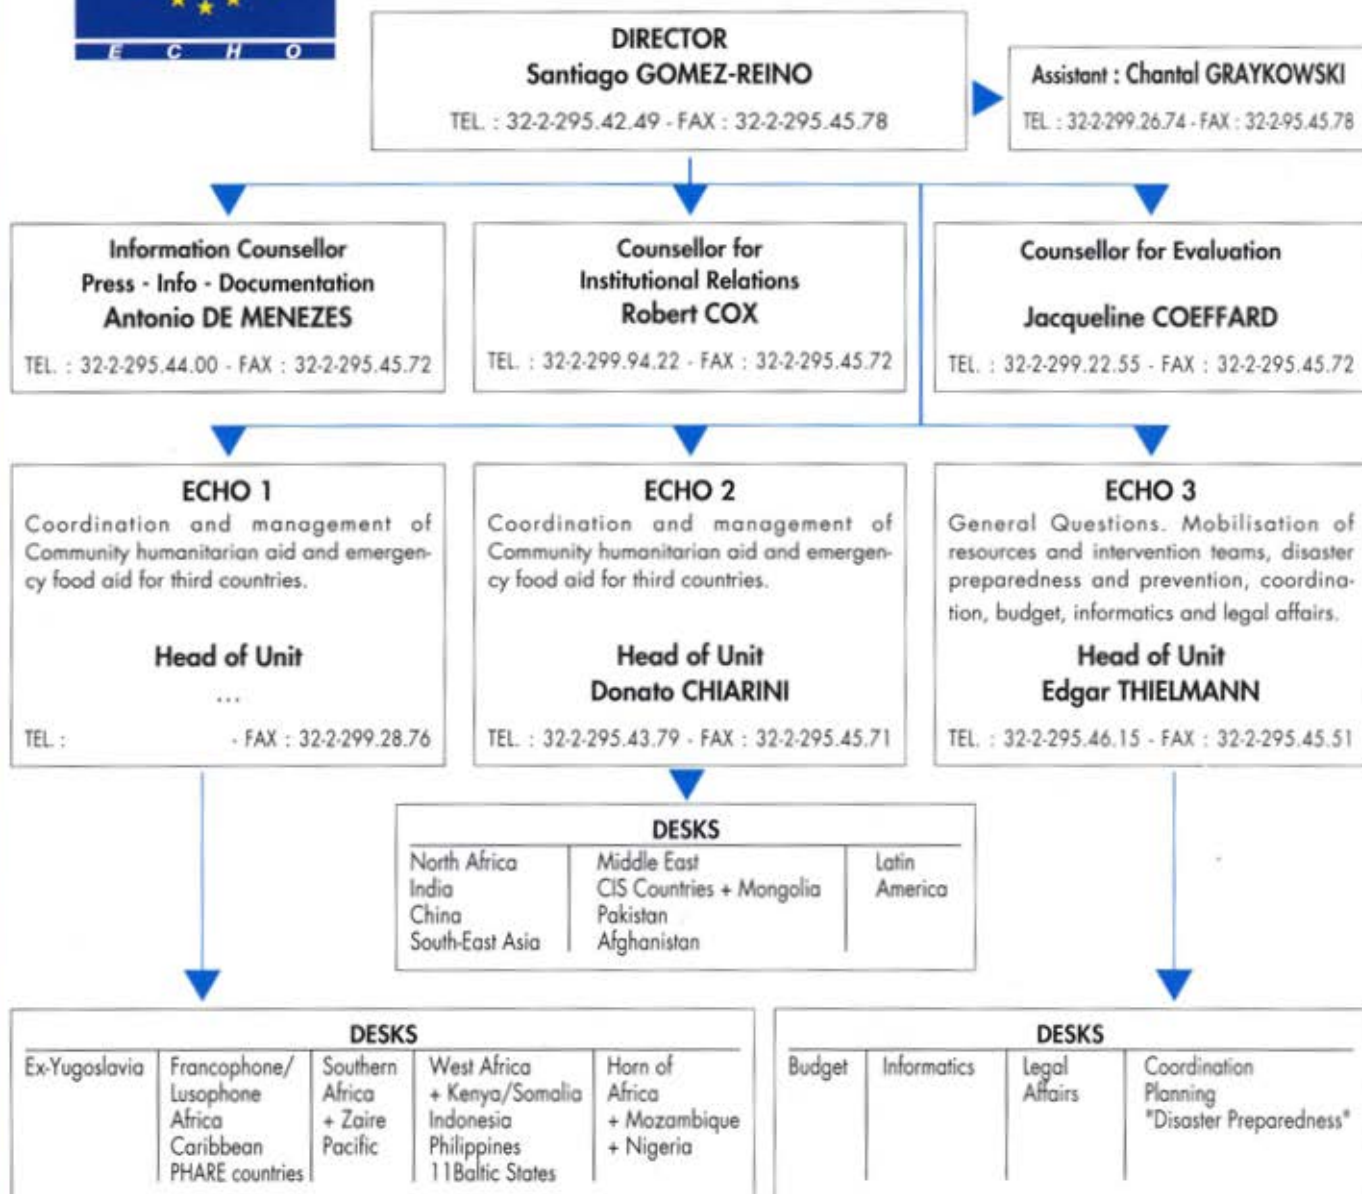 E C H O
DIRECTOR
Santiago GOMEZ-REINO
TEL. : 32-2-295.42.49 - FAX : 32-2-295.45.78
Assistant : Chantal GRAYKOWSKI
TEL. : 32-2-299.26.74 - FAX : 32-2-95.45.78
Information Counsellor
Press - Info - Documentation
Antonio DE MENEZES
TEL. : 32-2-295.44.00 - FAX : 32-2-295.45.72
Counsellor for
Institutional Relations
Robert COX
TEL. : 32-2-299.94.22 - FAX : 32-2-295.45.72
Counsellor for Evaluation
Jacqueline COEFFARD
TEL. : 32-2-299.22.55 - FAX : 32-2-295.45.72
ECHO 1
Coordination and management of
Community humanitarian aid and emergen-
cy food aid for third countries.
Head of Unit
...
TEL. : - FAX : 32-2-299.28.76
ECHO 2
Coordination and management of
Community humanitarian aid and emergen-
cy food aid for third countries.
Head of Unit
Donato CHIARINI
TEL. : 32-2-295.43.79 - FAX : 32-2-295.45.71
ECHO 3
General Questions. Mobilisation of
resources and intervention teams, disaster
preparedness and prevention, coordina-
tion, budget, informatics and legal affairs.
Head of Unit
Edgar THIELMANN
TEL. : 32-2-295.46.15 - FAX : 32-2-295.45.51
DESKS
North Africa
India
China
South-East Asia
Middle East
CIS Countries + Mongolia
Pakistan
Afghanistan
Latin
America
DESKS
Ex-Yugoslavia
Francophone/
Lusophone
Africa
Caribbean
PHARE countries
Southern
Africa
+ Zaire
Pacific
West Africa
+ Kenya/Somalia
Indonesia
Philippines
11Baltic States
Horn of
Africa
+ Mozambique
+ Nigeria
DESKS
Budget
Informatics
Legal
Affairs
Coordination
Planning
"Disaster Preparedness"